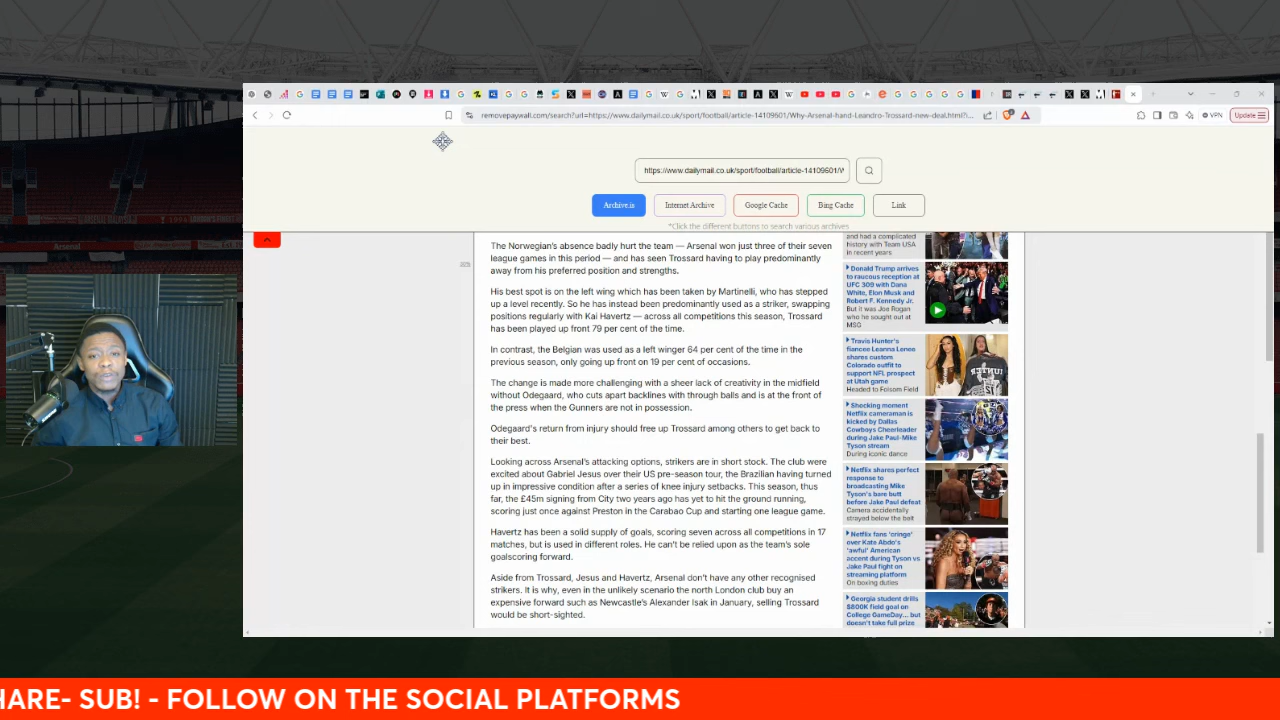 removepaywall.com/search?url=https://www.dailymail.co.uk/sport/football/article-14109601/Why-Arsenal-hand-Leandro-Trossard-new-deal.html?i...
VPN
Update
https://www.dailymail.co.uk/sport/football/article-14109601/W
Archive.is
Internet Archive
Google Cache
Bing Cache
Link
*Click the different buttons to search various archives
The Norwegian's absence badly hurt the team — Arsenal won just three of their seven
league games in this period — and has seen Trossard having to play predominantly
away from his preferred position and strengths.
His best spot is on the left wing which has been taken by Martinelli, who has stepped
up a level recently. So he has instead been predominantly used as a striker, swapping
positions regularly with Kai Havertz — across all competitions this season, Trossard
has been played up front 79 per cent of the time.
In contrast, the Belgian was used as a left winger 64 per cent of the time in the
previous season, only going up front on 19 per cent of occasions.
The change is made more challenging with a sheer lack of creativity in the midfield
without Odegaard, who cuts apart backlines with through balls and is at the front of
the press when the Gunners are not in possession.
Odegaard's return from injury should free up Trossard among others to get back to
their best.
Looking across Arsenal's attacking options, strikers are in short stock. The club were
excited about Gabriel Jesus over their US pre-season tour, the Brazilian having turned
up in impressive condition after a series of knee injury setbacks. This season, thus
far, the £45m signing from City two years ago has yet to hit the ground running,
scoring just once against Preston in the Carabao Cup and starting one league game.
Havertz has been a solid supply of goals, scoring seven across all competitions in 17
matches, but is used in different roles. He can't be relied upon as the team's sole
goalscoring forward.
Aside from Trossard, Jesus and Havertz, Arsenal don't have any other recognised
strikers. It is why, even in the unlikely scenario the north London club buy an
expensive forward such as Newcastle's Alexander Isak in January, selling Trossard
would be short-sighted.
and had a complicated
history with Team USA
in recent years
Donald Trump arrives
to raucous reception at
UFC 309 with Dana
White, Elon Musk and
Robert F. Kennedy Jr.
But it was Joe Rogan
who he sought out at
MSG
Travis Hunter's
fiancee Leanna Lenee
shares custom
Colorado outfit to
support NFL prospect
at Utah game
Headed to Folsom Field
Shocking moment
Netflix cameraman is
kicked by Dallas
Cowboys Cheerleader
during Jake Paul-Mike
Tyson stream
During iconic dance
Netflix shares perfect
response to
broadcasting Mike
Tyson's bare butt
before Jake Paul defeat
Camera accidentally
strayed below the belt
Netflix fans 'cringe'
over Kate Abdo's
'awful' American
accent during Tyson vs
Jake Paul fight on
streaming platform
On boxing duties
Georgia student drills
$800K field goal on
College GameDay... but
doesn't take full prize
HARE- SUB! - FOLLOW ON THE SOCIAL PLATFORMS